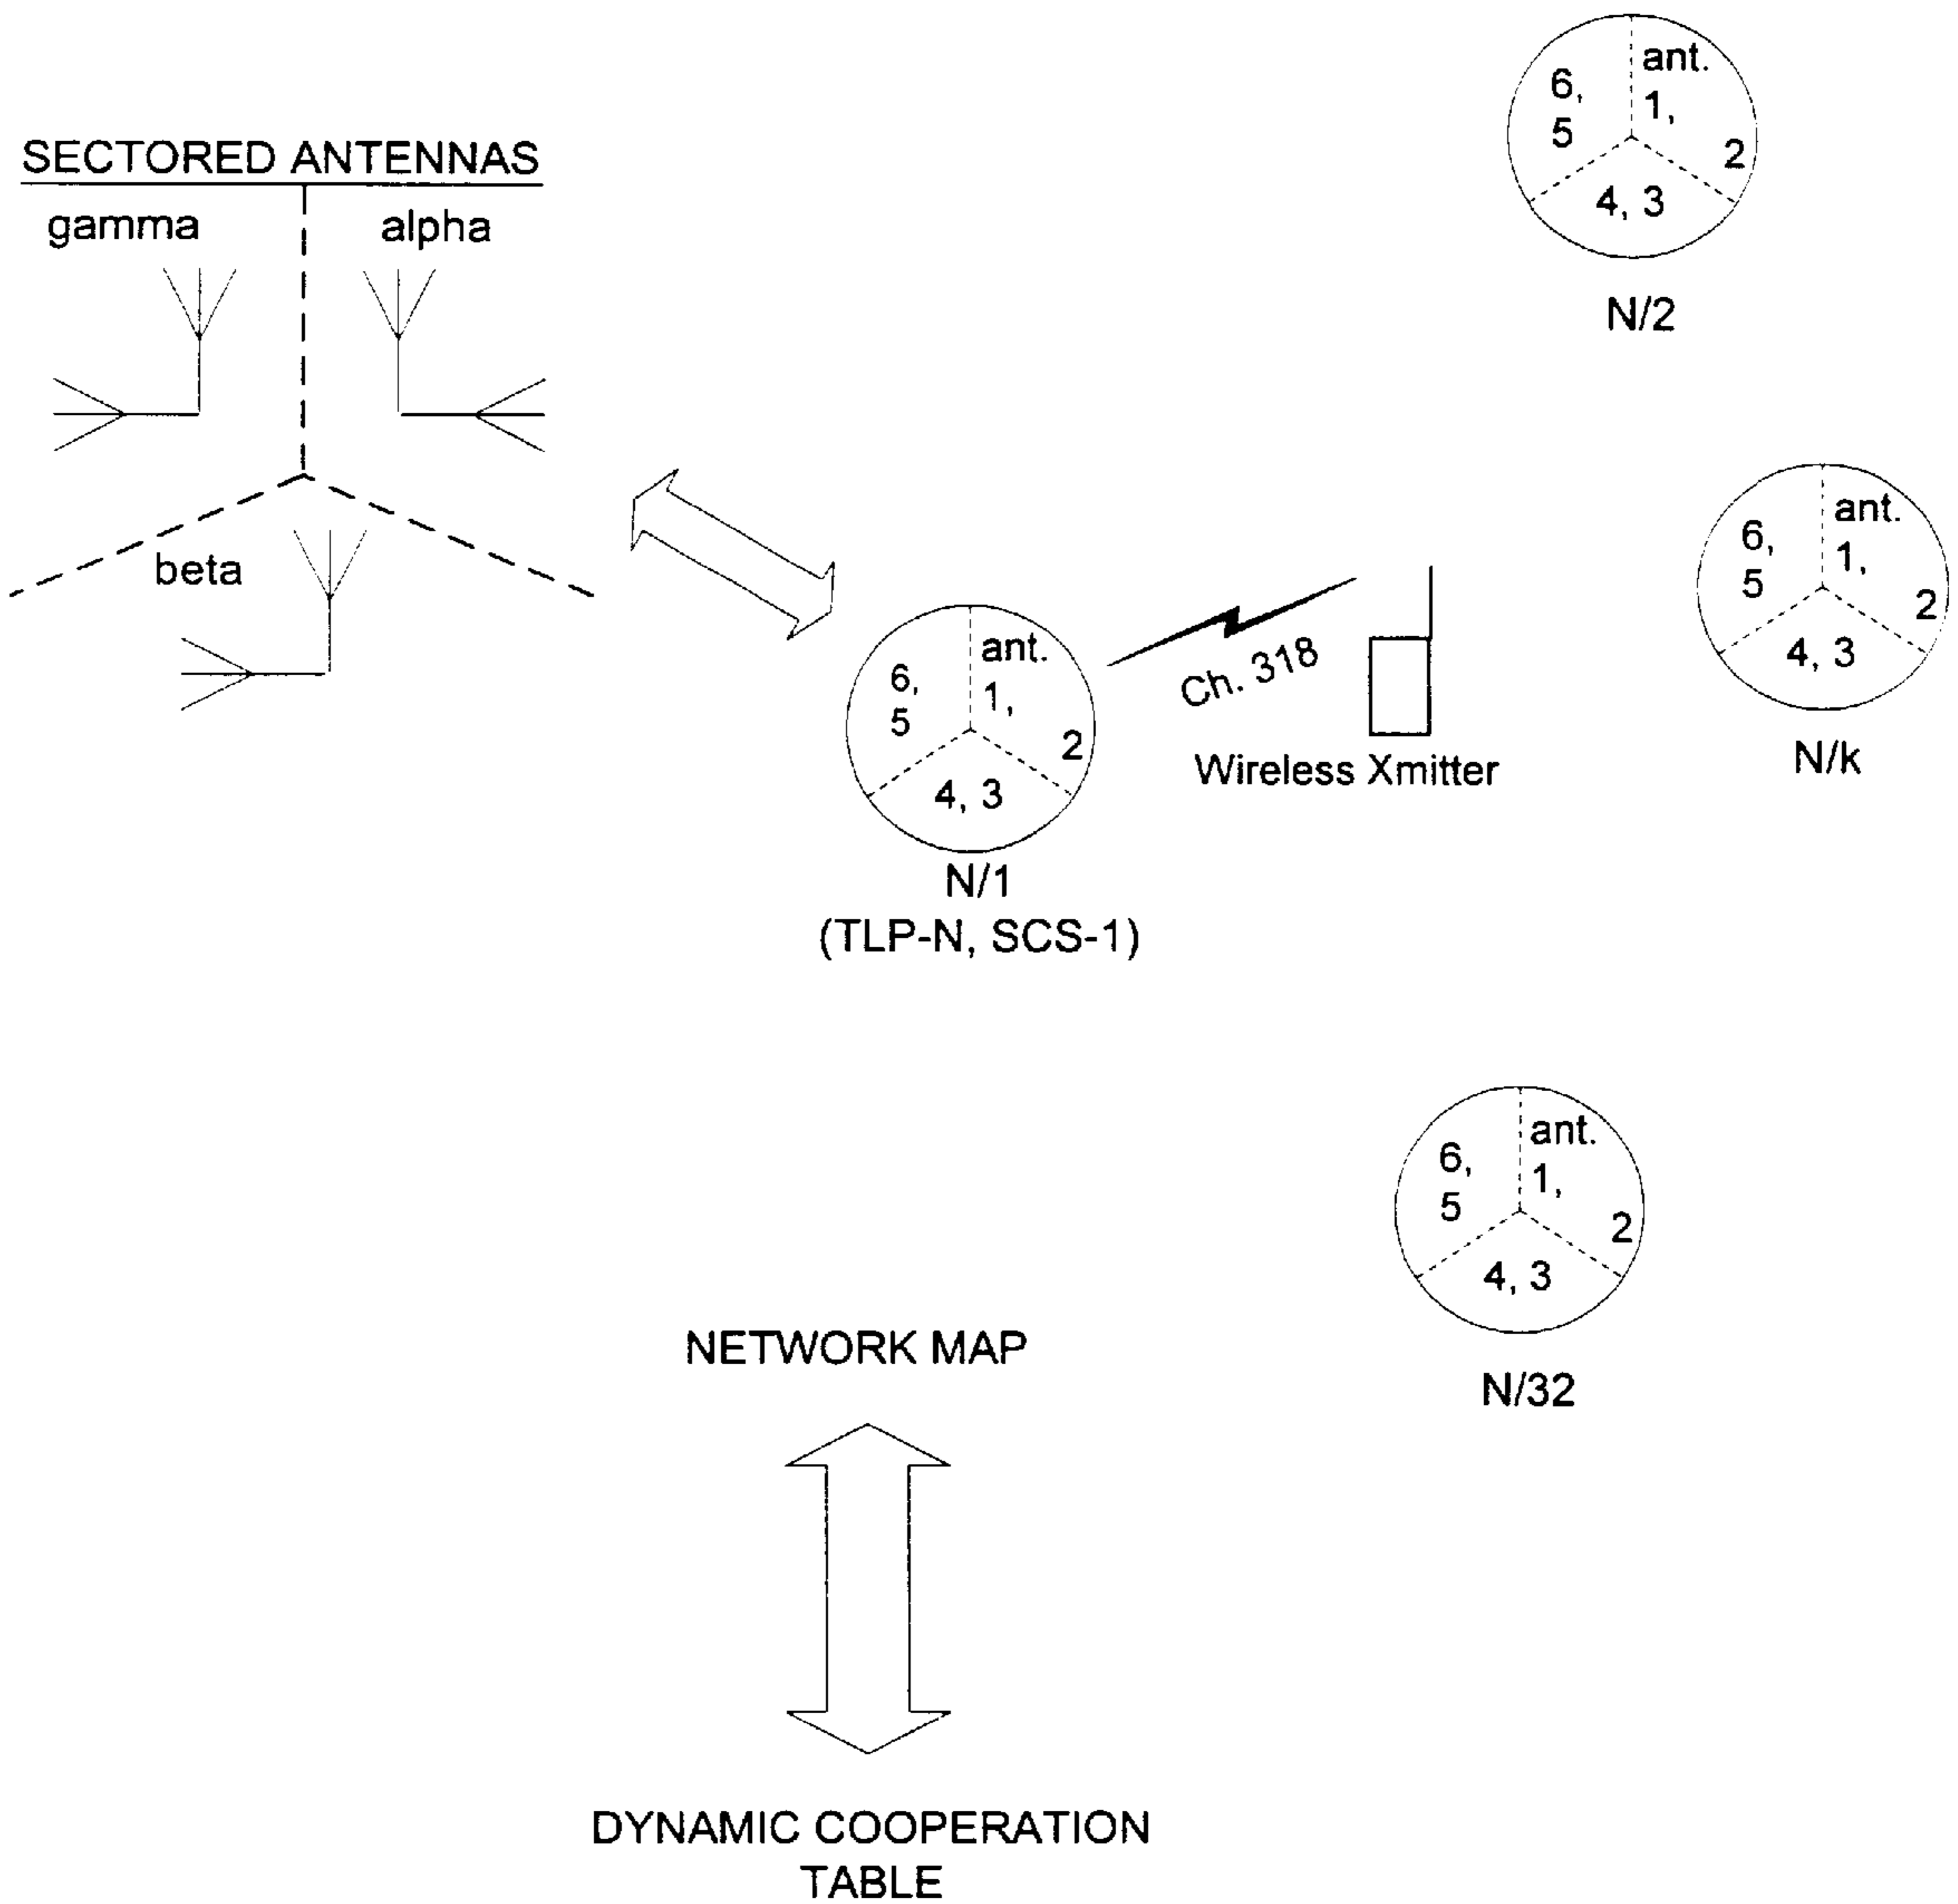 SECTORED ANTENNAS
gamma
alpha
beta
ant.
6,
1,
5
2
4, 3
N/2
ant.
6,
1,
5
2
4, 3
N/k
ant.
6,
1,
5
2
4, 3
N/1
(TLP-N, SCS-1)
Ch. 318
Wireless Xmitter
ant.
6,
1,
5
2
4, 3
N/32
NETWORK MAP
DYNAMIC COOPERATION
TABLE